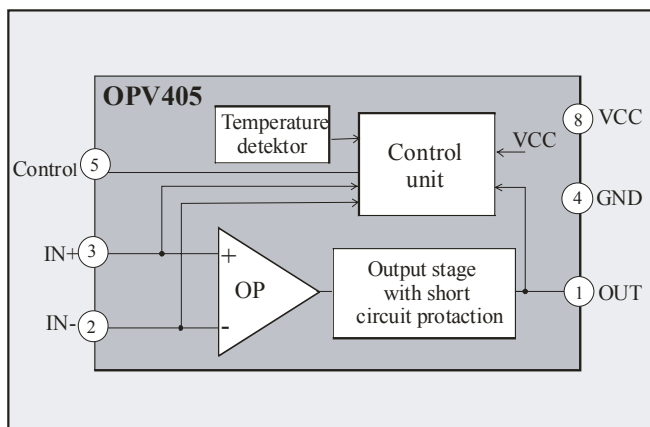 OPV405
Temperature
detektor
Control
unit
VCC
8
VCC
Control
5
4
GND
IN+
3
+
OP
Output stage
with short
circuit protaction
1
OUT
IN-
2
-